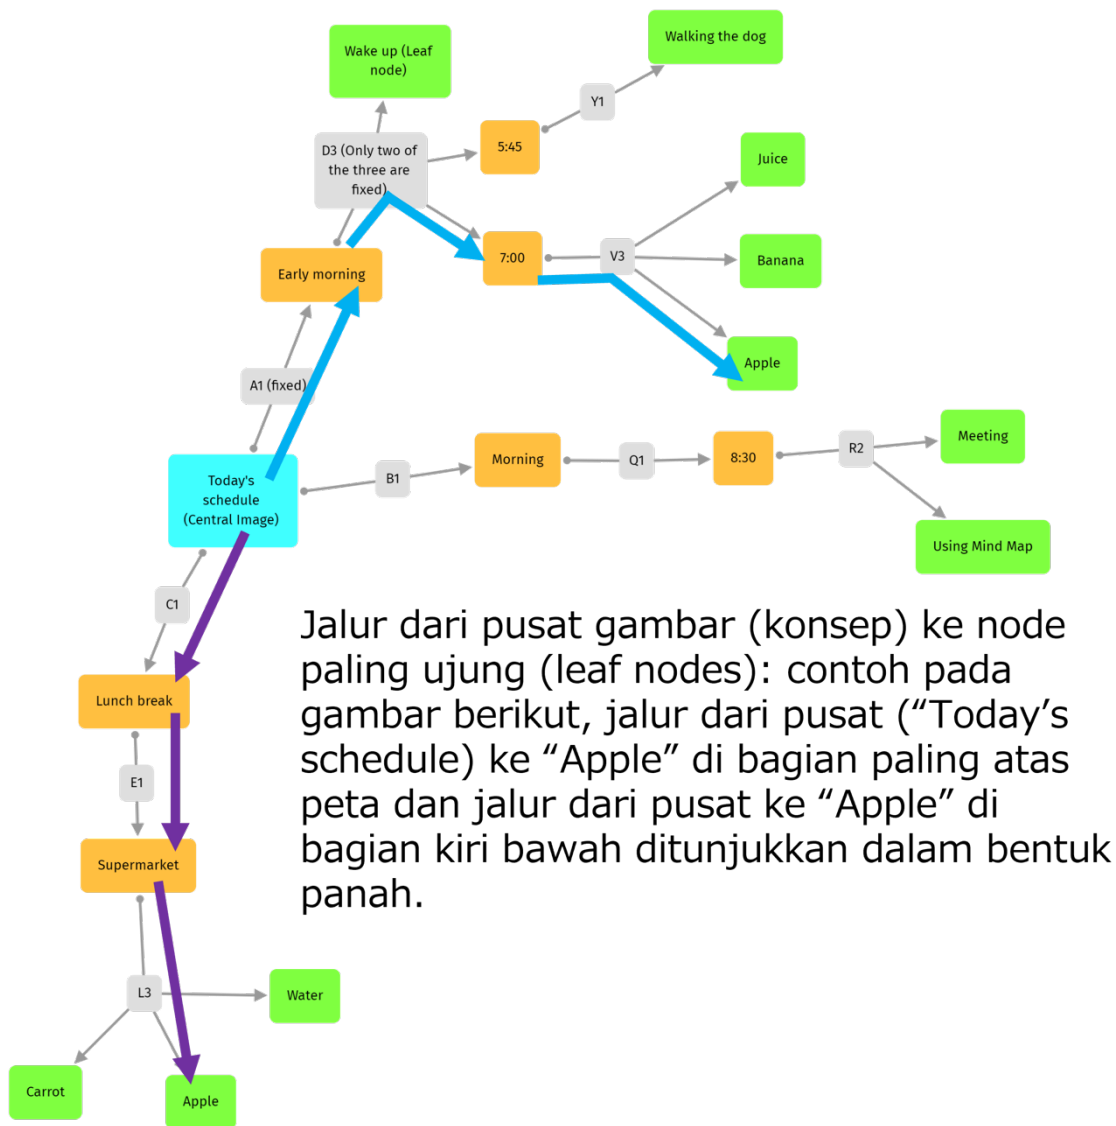 Wake up (Leaf
node)
Walking the dog
Y1
D3 (Only two of
the three are
fixed)
5:45
Juice
Early morning
7:00
V3
Banana
Apple
A1 (fixed)
Today's
schedule
(Central Image)
B1
Morning
Q1
8:30
R2
Meeting
Using Mind Map
C1
Lunch break
E1
Supermarket
L3
Water
Carrot
Apple
Jalur dari pusat gambar (konsep) ke node
paling ujung (leaf nodes): contoh pada
gambar berikut, jalur dari pusat (“Today’s
schedule) ke “Apple” di bagian paling atas
peta dan jalur dari pusat ke “Apple” di
bagian kiri bawah ditunjukkan dalam bentuk
panah.